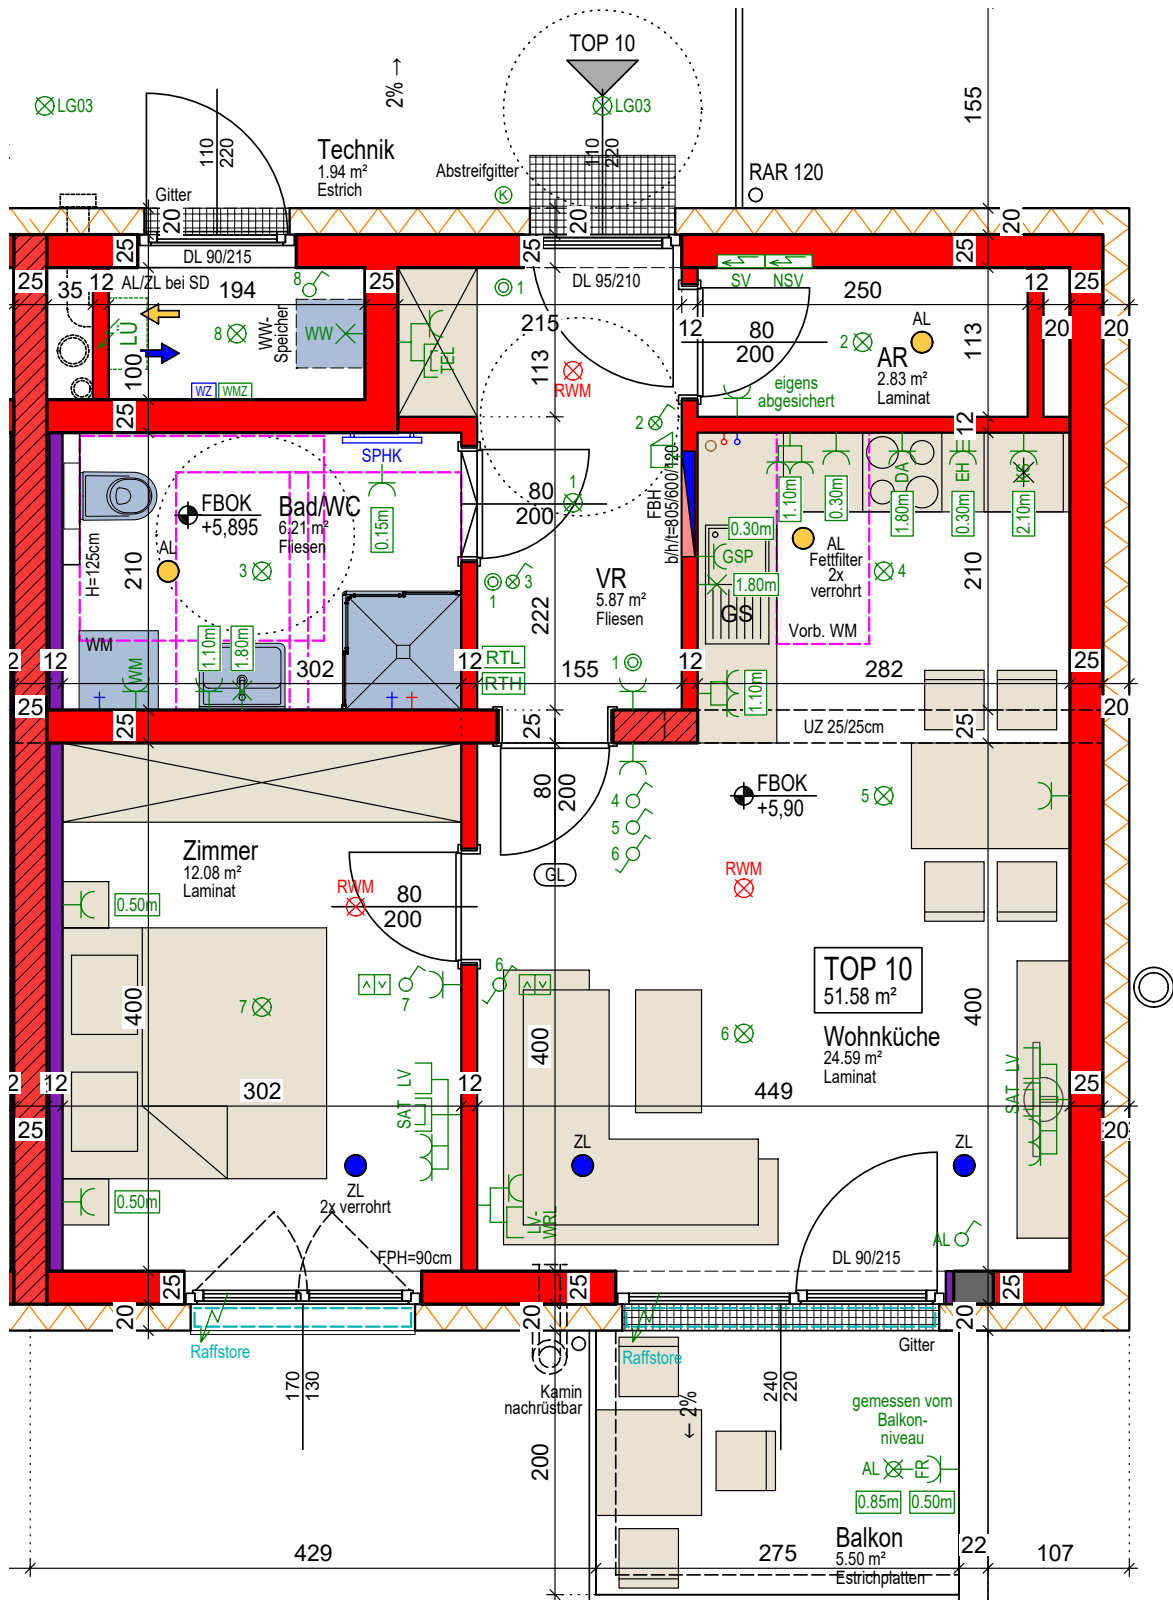 TOP 10
LG03
LG03
2% →
110
220
110
220
155
Technik
1.94 m²
Estrich
Abstreifgitter
K
RAR 120
Gitter
20
20
20
25
25
25
DL 90/215
DL 95/210
SV
NSV
25
35
12
AL/ZL bei SD
194
8
25
215
12
250
12
20
20
LÜ
8
WW-
Speicher
WW
TEL
1
113
RWM
80
200
2
AL
AR
2.83 m²
Laminat
113
100
WZ
WMZ
eigens
abgesichert
25
2
12
SPHK
FBOK
+5,895
Bad/WC
6.21 m²
Fliesen
0.15m
80
200
1
FBH
b/h/t=805/600/180
1.10m
0.30m
DA
1.80m
EH
0.30m
KS
2.10m
0.30m
GSP
1.80m
GS
AL
Fettfilter
2x
verrohrt
4
210
AL
3
H=125cm
210
1
3
VR
5.87 m²
Fliesen
222
Vorb. WM
WM
WM
1.10m
1.80m
2
12
302
12
RTL
RTH
155
1
12
1.10m
282
25
25
25
25
25
20
UZ 25/25cm
80
200
4
5
6
FBOK
+5,90
5
Zimmer
12.08 m²
Laminat
GL
RWM
80
200
RWM
0.50m
TOP 10
51.58 m²
Wohnküche
24.59 m²
Laminat
7
7
6
6
400
400
400
2
12
302
12
449
25
25
20
SAT
LV
SAT
LV
ZL
2x verrohrt
ZL
ZL
0.50m
LV-
WRL
AL
FPH=90cm
DL 90/215
25
25
25
20
20
20
Raffstore
Raffstore
Gitter
170
130
Kamin
nachrüstbar
← 2%
240
220
gemessen vom
Balkon-
niveau
AL
FR
0.85m
0.50m
200
429
275
Balkon
5.50 m²
Estrichplatten
22
107